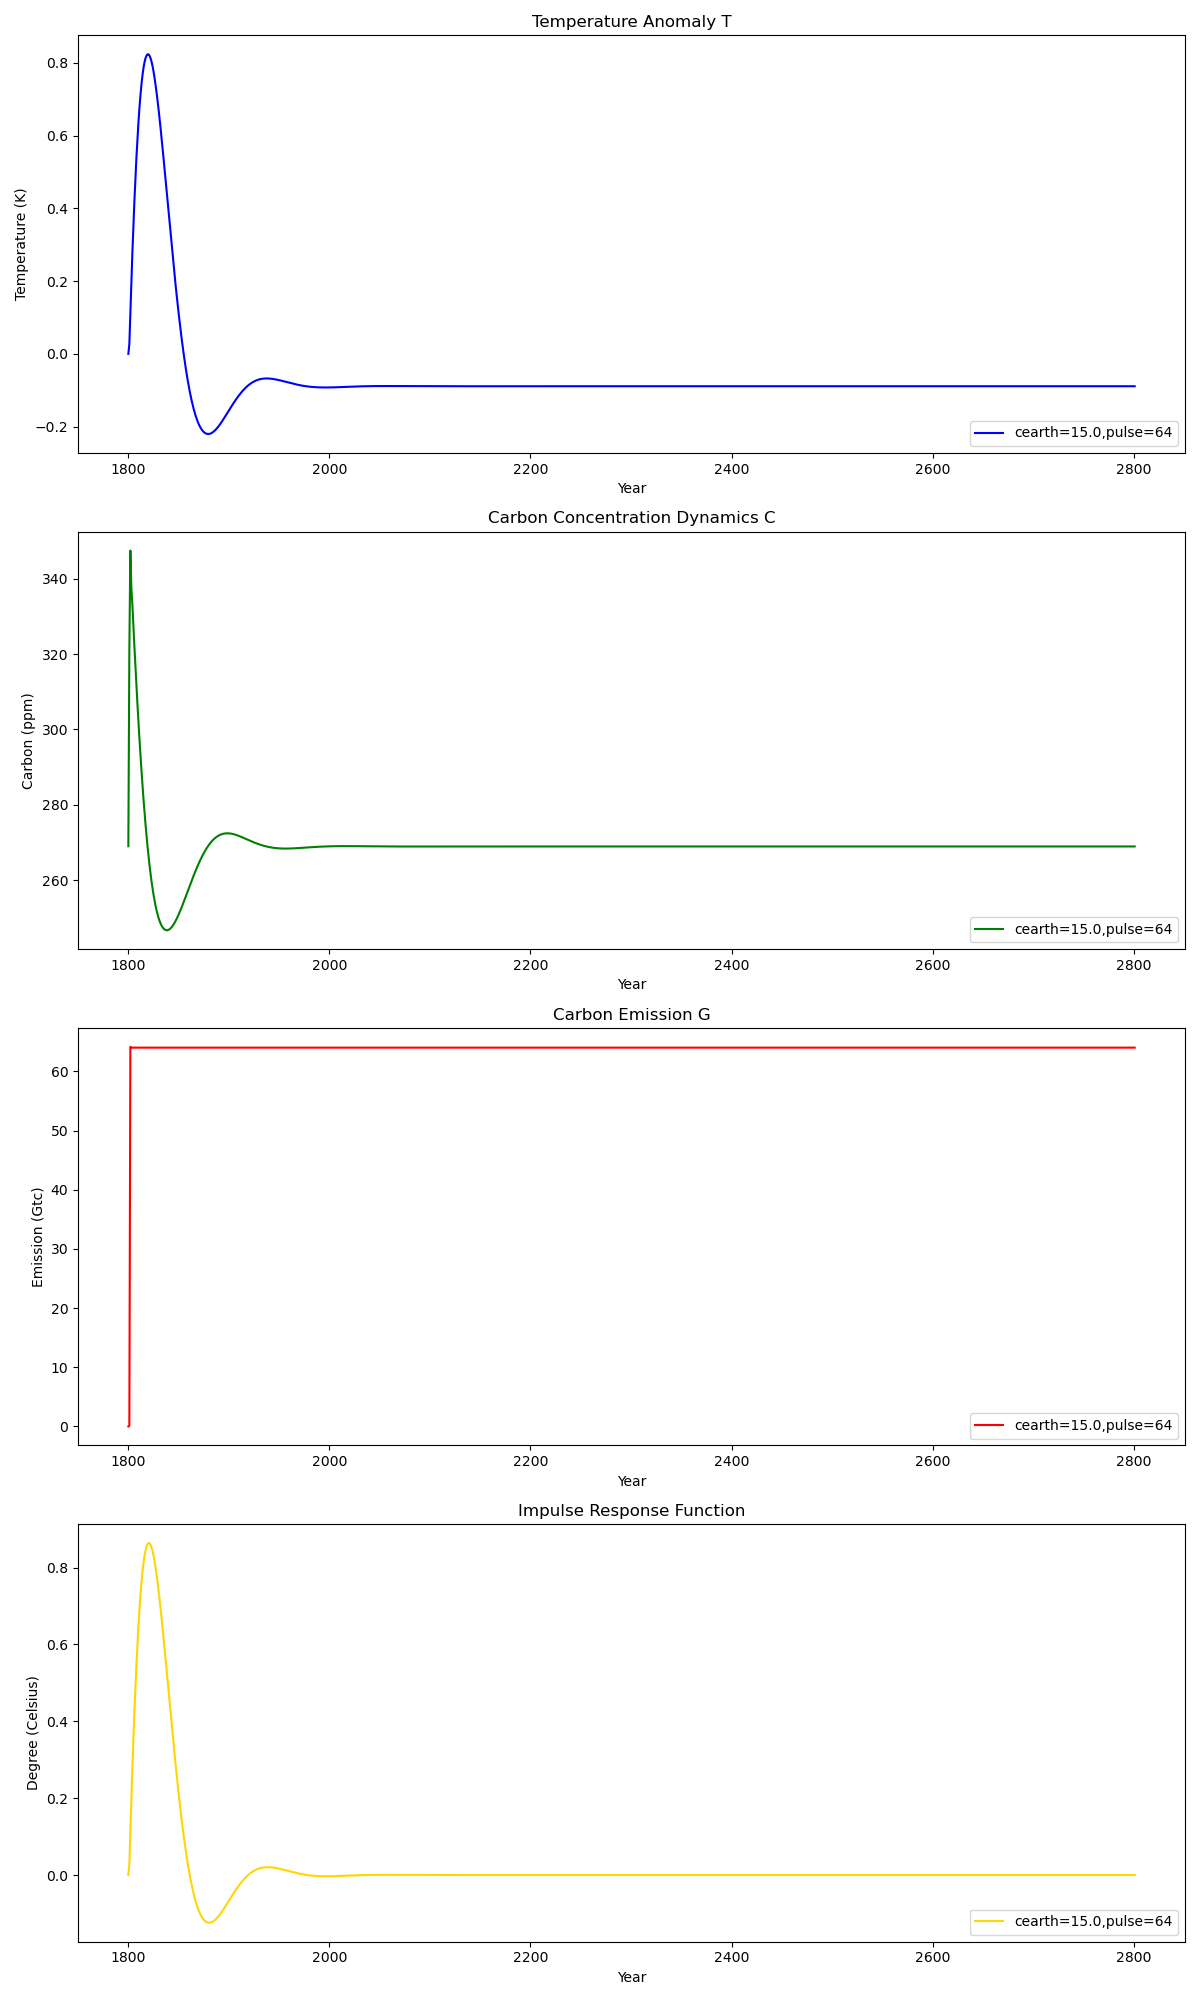 Temperature Anomaly T
Temperature (K)
0.8
0.6
0.4
0.2
0.0
−0.2
cearth=15.0,pulse=64
1800 2000 2200 2400 2600 2800
Year
Carbon Concentration Dynamics C
Carbon (ppm)
340
320
300
280
260
cearth=15.0,pulse=64
1800 2000 2200 2400 2600 2800
Year
Carbon Emission G
Emission (Gtc)
60
50
40
30
20
10
0
cearth=15.0,pulse=64
1800 2000 2200 2400 2600 2800
Year
Impulse Response Function
Degree (Celsius)
0.8
0.6
0.4
0.2
0.0
cearth=15.0,pulse=64
1800 2000 2200 2400 2600 2800
Year